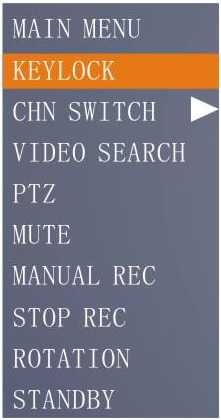 MAIN MENU
KEYLOCK
CHN SWITCH
VIDEO SEARCH
PTZ
MUTE
MANUAL REC
STOP REC
ROTATION
STANDBY